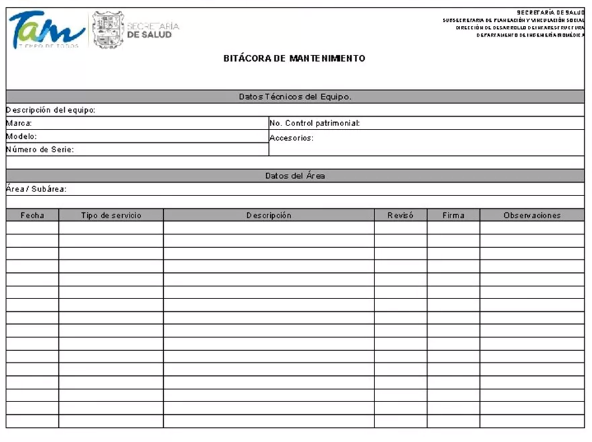 Tam
TIEMPO DE TODOS
SECRETARÍA
DE SALUD
SECRETARÍA DE SALUD
SUBSECRETARIA DE PLANEACIÓN Y VINCULACIÓN SOCIAL
DIRECCIÓN DE DESARROLLO DE INFRAESTRUCTURA
DEPARTAMENTO DE INGENIERÍA BIOMÉDICA
BITÁCORA DE MANTENIMIENTO
Datos Técnicos del Equipo.
Descripción del equipo:
Marca:
No. Control patrimonial:
Modelo:
Accesorios:
Número de Serie:
Datos del Área
Área / Subárea:
Fecha Tipo de servicio Descripción Revisó Firma Observaciones